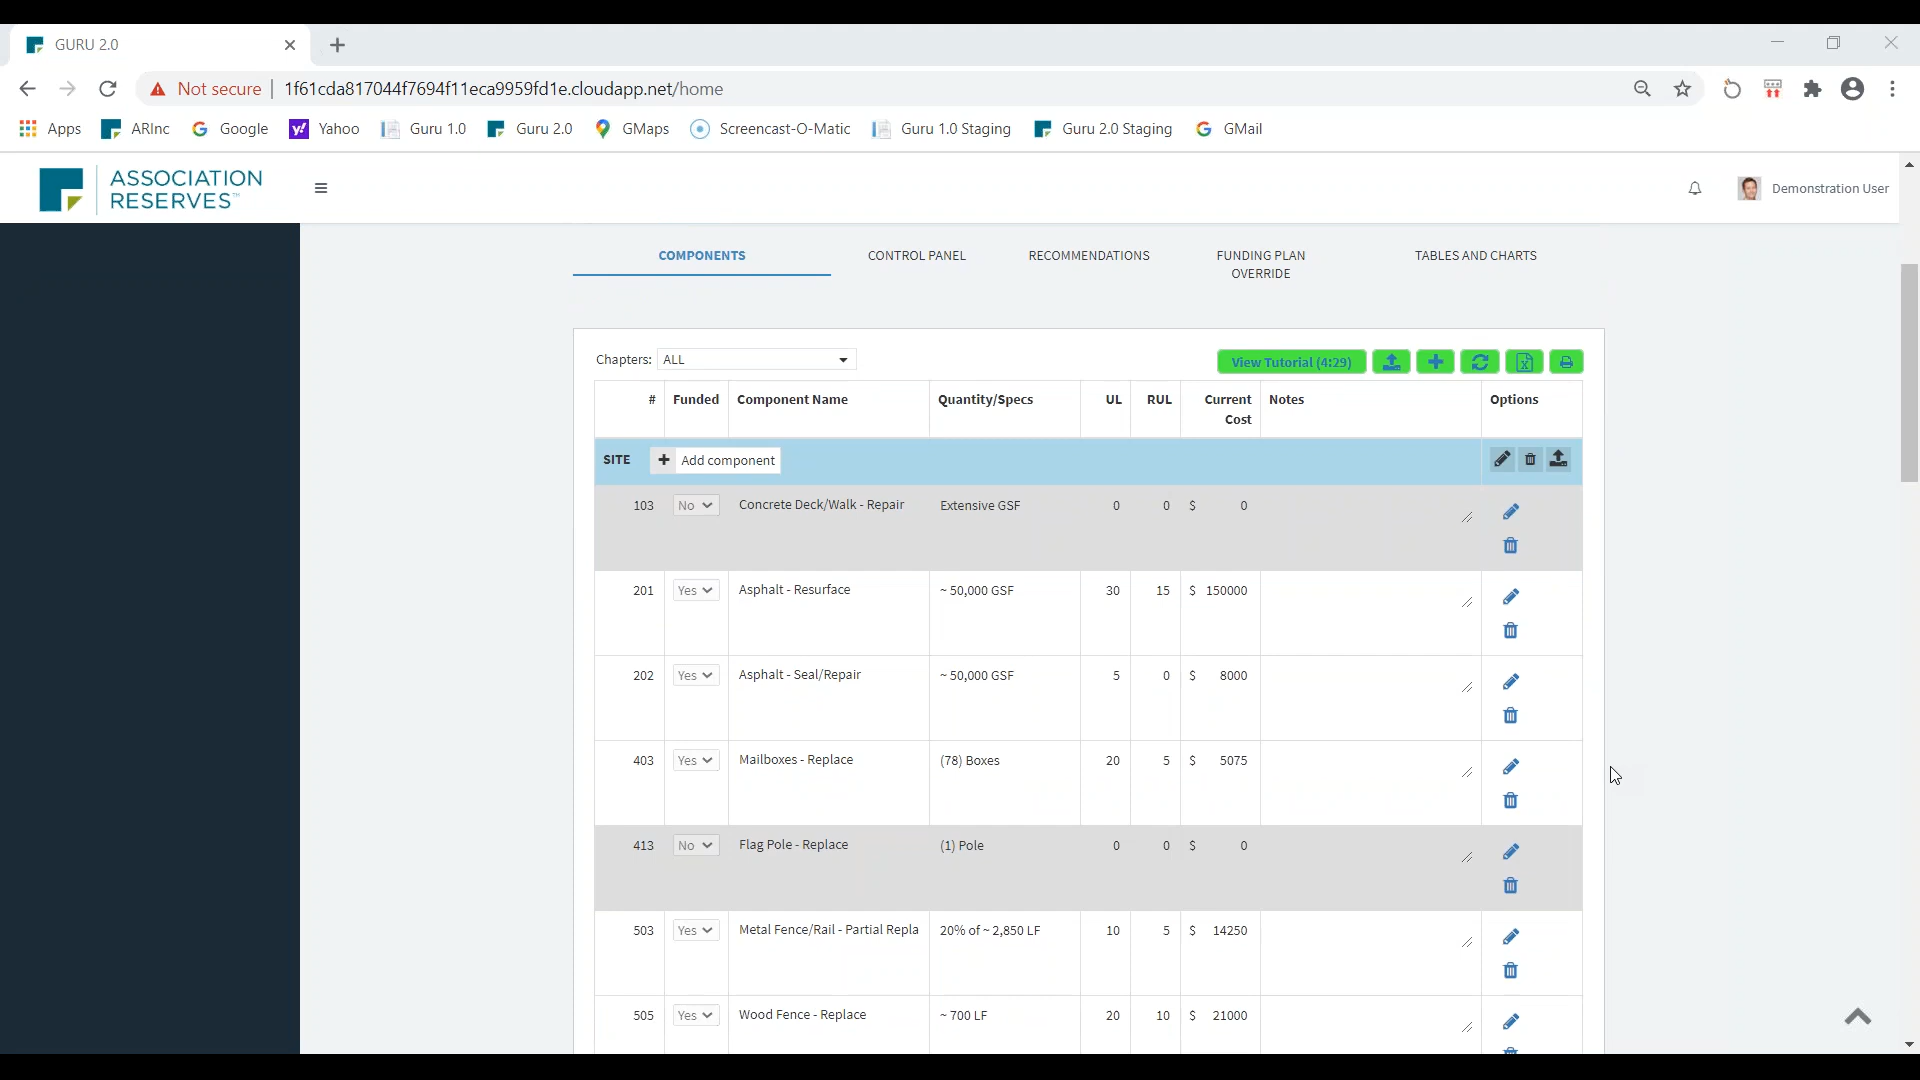 GURU 2.0
Not secure | 1f61cda817044f7694f11eca9959fd1e.cloudapp.net/home
Apps ARInc Google Yahoo Guru 1.0 Guru 2.0 GMaps Screencast-O-Matic Guru 1.0 Staging Guru 2.0 Staging GMail
ASSOCIATION
RESERVES™
Demonstration User
COMPONENTS CONTROL PANEL RECOMMENDATIONS FUNDING PLAN TABLES AND CHARTS
OVERRIDE
Chapters: ALL View Tutorial (4:29)
# Funded Component Name Quantity/Specs UL RUL Current Notes Options
Cost
SITE + Add component
103 No Concrete Deck/Walk - Repair Extensive GSF 0 0 $ 0
201 Yes Asphalt - Resurface ~ 50,000 GSF 30 15 $ 150000
202 Yes Asphalt - Seal/Repair ~ 50,000 GSF 5 0 $ 8000
403 Yes Mailboxes - Replace (78) Boxes 20 5 $ 5075
413 No Flag Pole - Replace (1) Pole 0 0 $ 0
503 Yes Metal Fence/Rail - Partial Repla 20% of ~ 2,850 LF 10 5 $ 14250
505 Yes Wood Fence - Replace ~ 700 LF 20 10 $ 21000